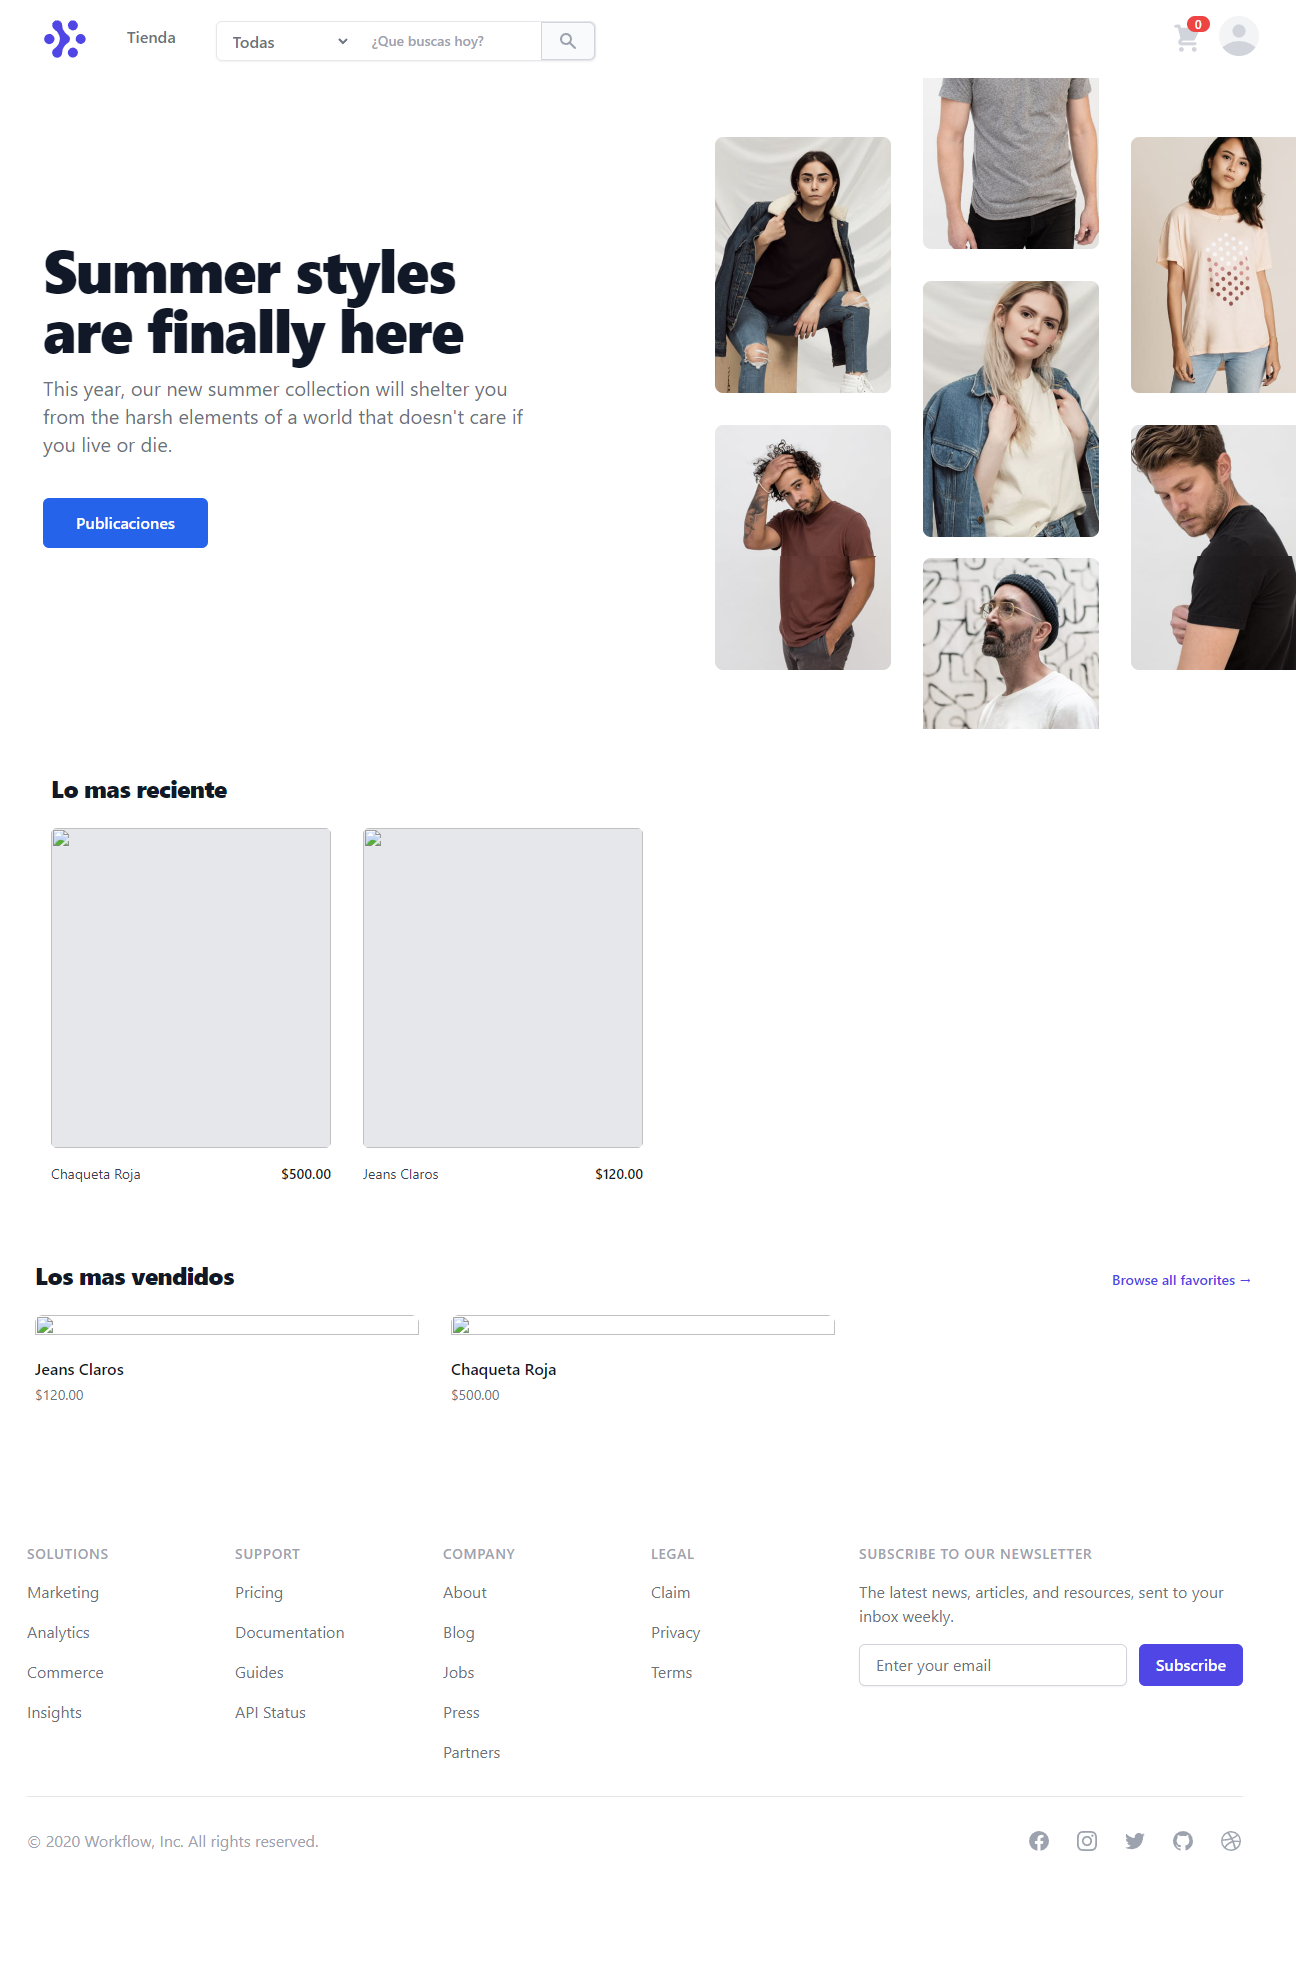 Tienda
Todas
¿Que buscas hoy?
0
Summer styles
are finally here
This year, our new summer collection will shelter you
from the harsh elements of a world that doesn't care if
you live or die.
Publicaciones
Lo mas reciente
Chaqueta Roja
$500.00
Jeans Claros
$120.00
Los mas vendidos
Browse all favorites →
Jeans Claros
$120.00
Chaqueta Roja
$500.00
SOLUTIONS
Marketing
Analytics
Commerce
Insights
SUPPORT
Pricing
Documentation
Guides
API Status
COMPANY
About
Blog
Jobs
Press
Partners
LEGAL
Claim
Privacy
Terms
SUBSCRIBE TO OUR NEWSLETTER
The latest news, articles, and resources, sent to your
inbox weekly.
Enter your email
Subscribe
© 2020 Workflow, Inc. All rights reserved.